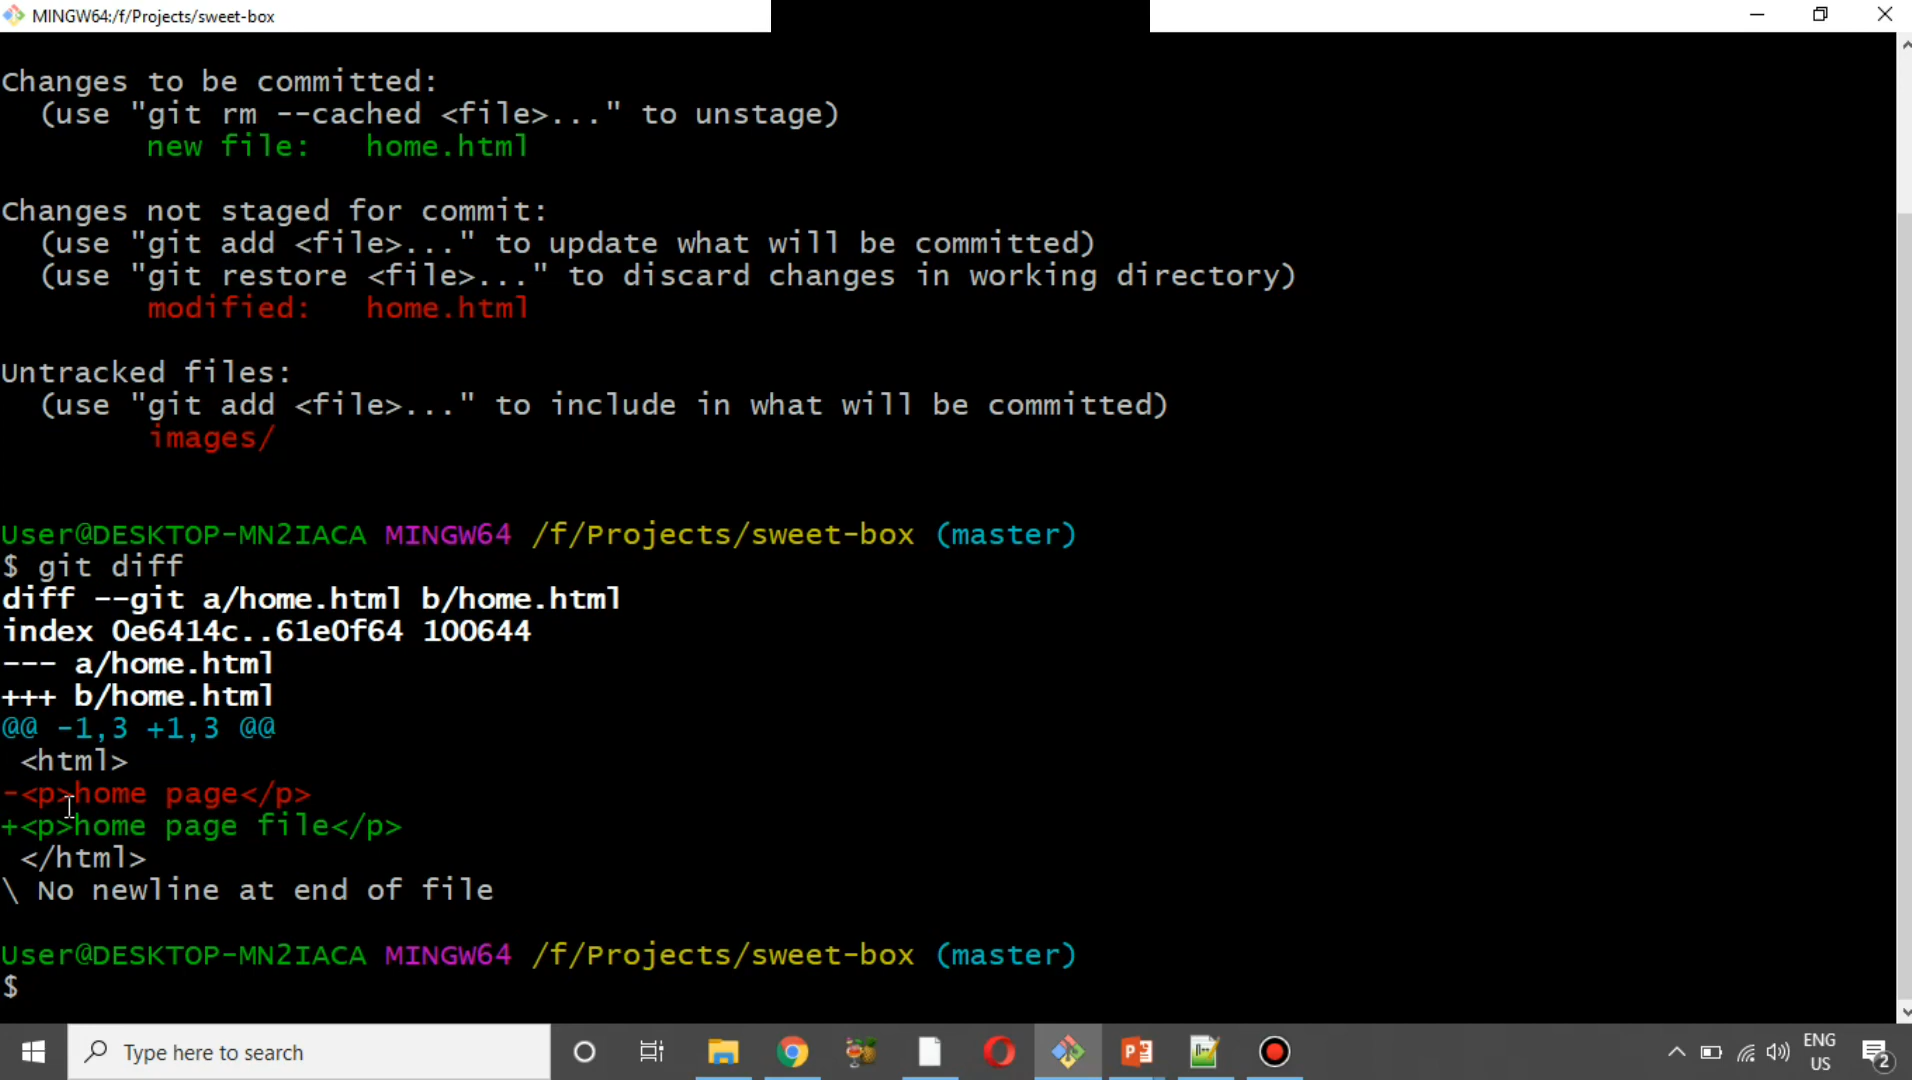 MINGW64:/f/Projects/sweet-box
Changes to be committed:
  (use "git rm --cached <file>..." to unstage)
        new file:   home.html
Changes not staged for commit:
  (use "git add <file>..." to update what will be committed)
  (use "git restore <file>..." to discard changes in working directory)
        modified:   home.html
Untracked files:
  (use "git add <file>..." to include in what will be committed)
        images/
User@DESKTOP-MN2IACA MINGW64 /f/Projects/sweet-box (master)
$ git diff
diff --git a/home.html b/home.html
index 0e6414c..61e0f64 100644
--- a/home.html
+++ b/home.html
@@ -1,3 +1,3 @@
 <html>
-<p>home page</p>
+<p>home page file</p>
 </html>
\ No newline at end of file
User@DESKTOP-MN2IACA MINGW64 /f/Projects/sweet-box (master)
$
Type here to search
ENG
US
2